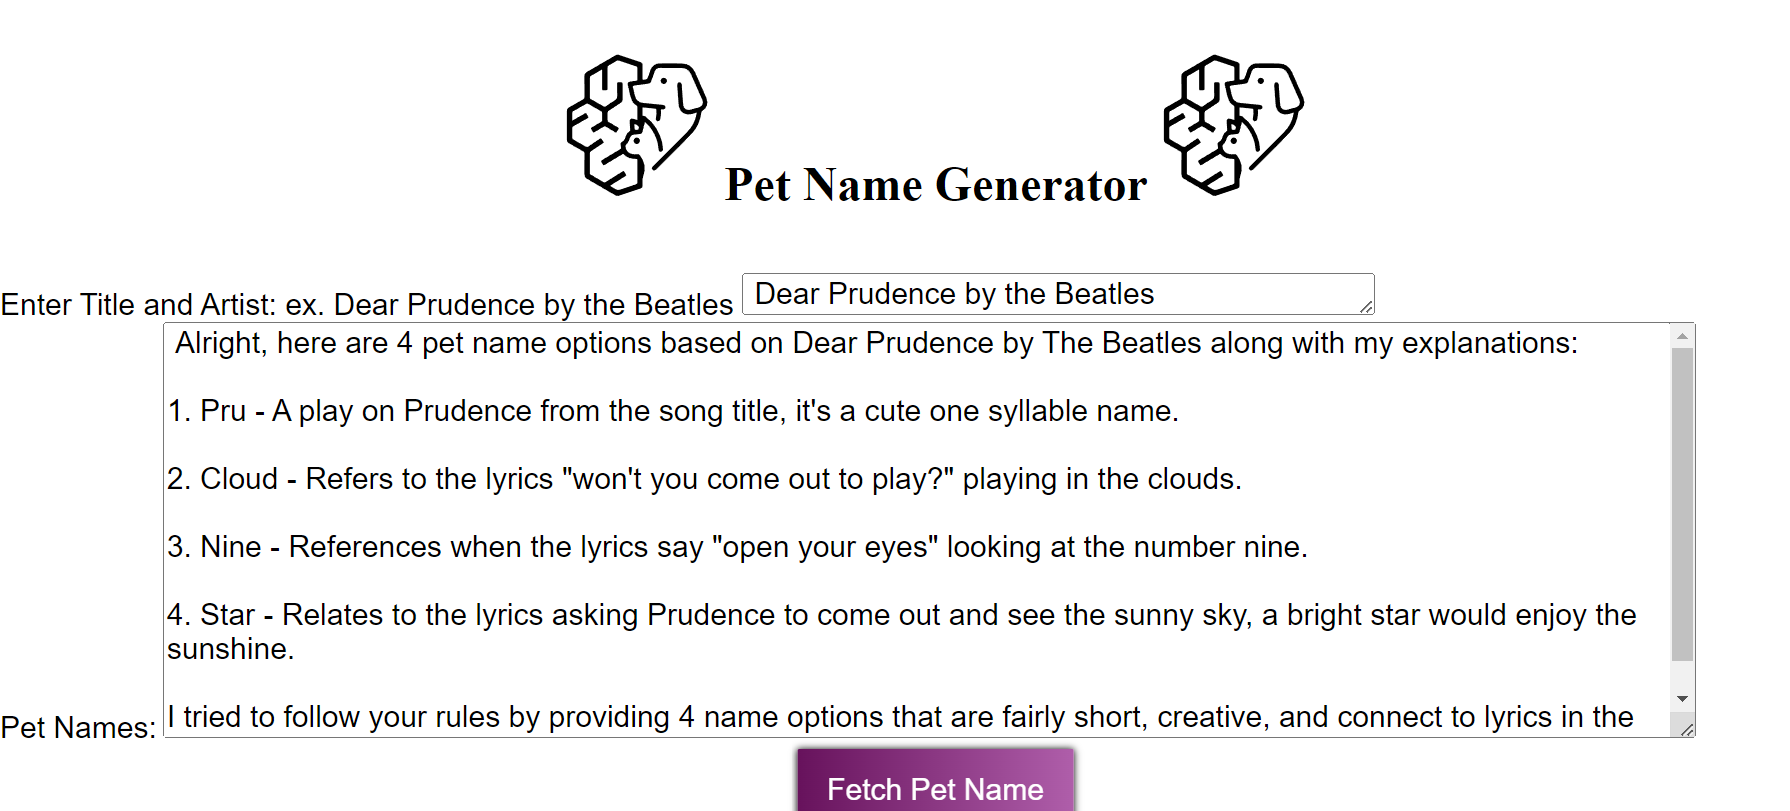 Pet Name Generator
Enter Title and Artist: ex. Dear Prudence by the Beatles
Dear Prudence by the Beatles
Alright, here are 4 pet name options based on Dear Prudence by The Beatles along with my explanations:
1. Pru - A play on Prudence from the song title, it's a cute one syllable name.
2. Cloud - Refers to the lyrics "won't you come out to play?" playing in the clouds.
3. Nine - References when the lyrics say "open your eyes" looking at the number nine.
4. Star - Relates to the lyrics asking Prudence to come out and see the sunny sky, a bright star would enjoy the
sunshine.
I tried to follow your rules by providing 4 name options that are fairly short, creative, and connect to lyrics in the
Pet Names:
Fetch Pet Name